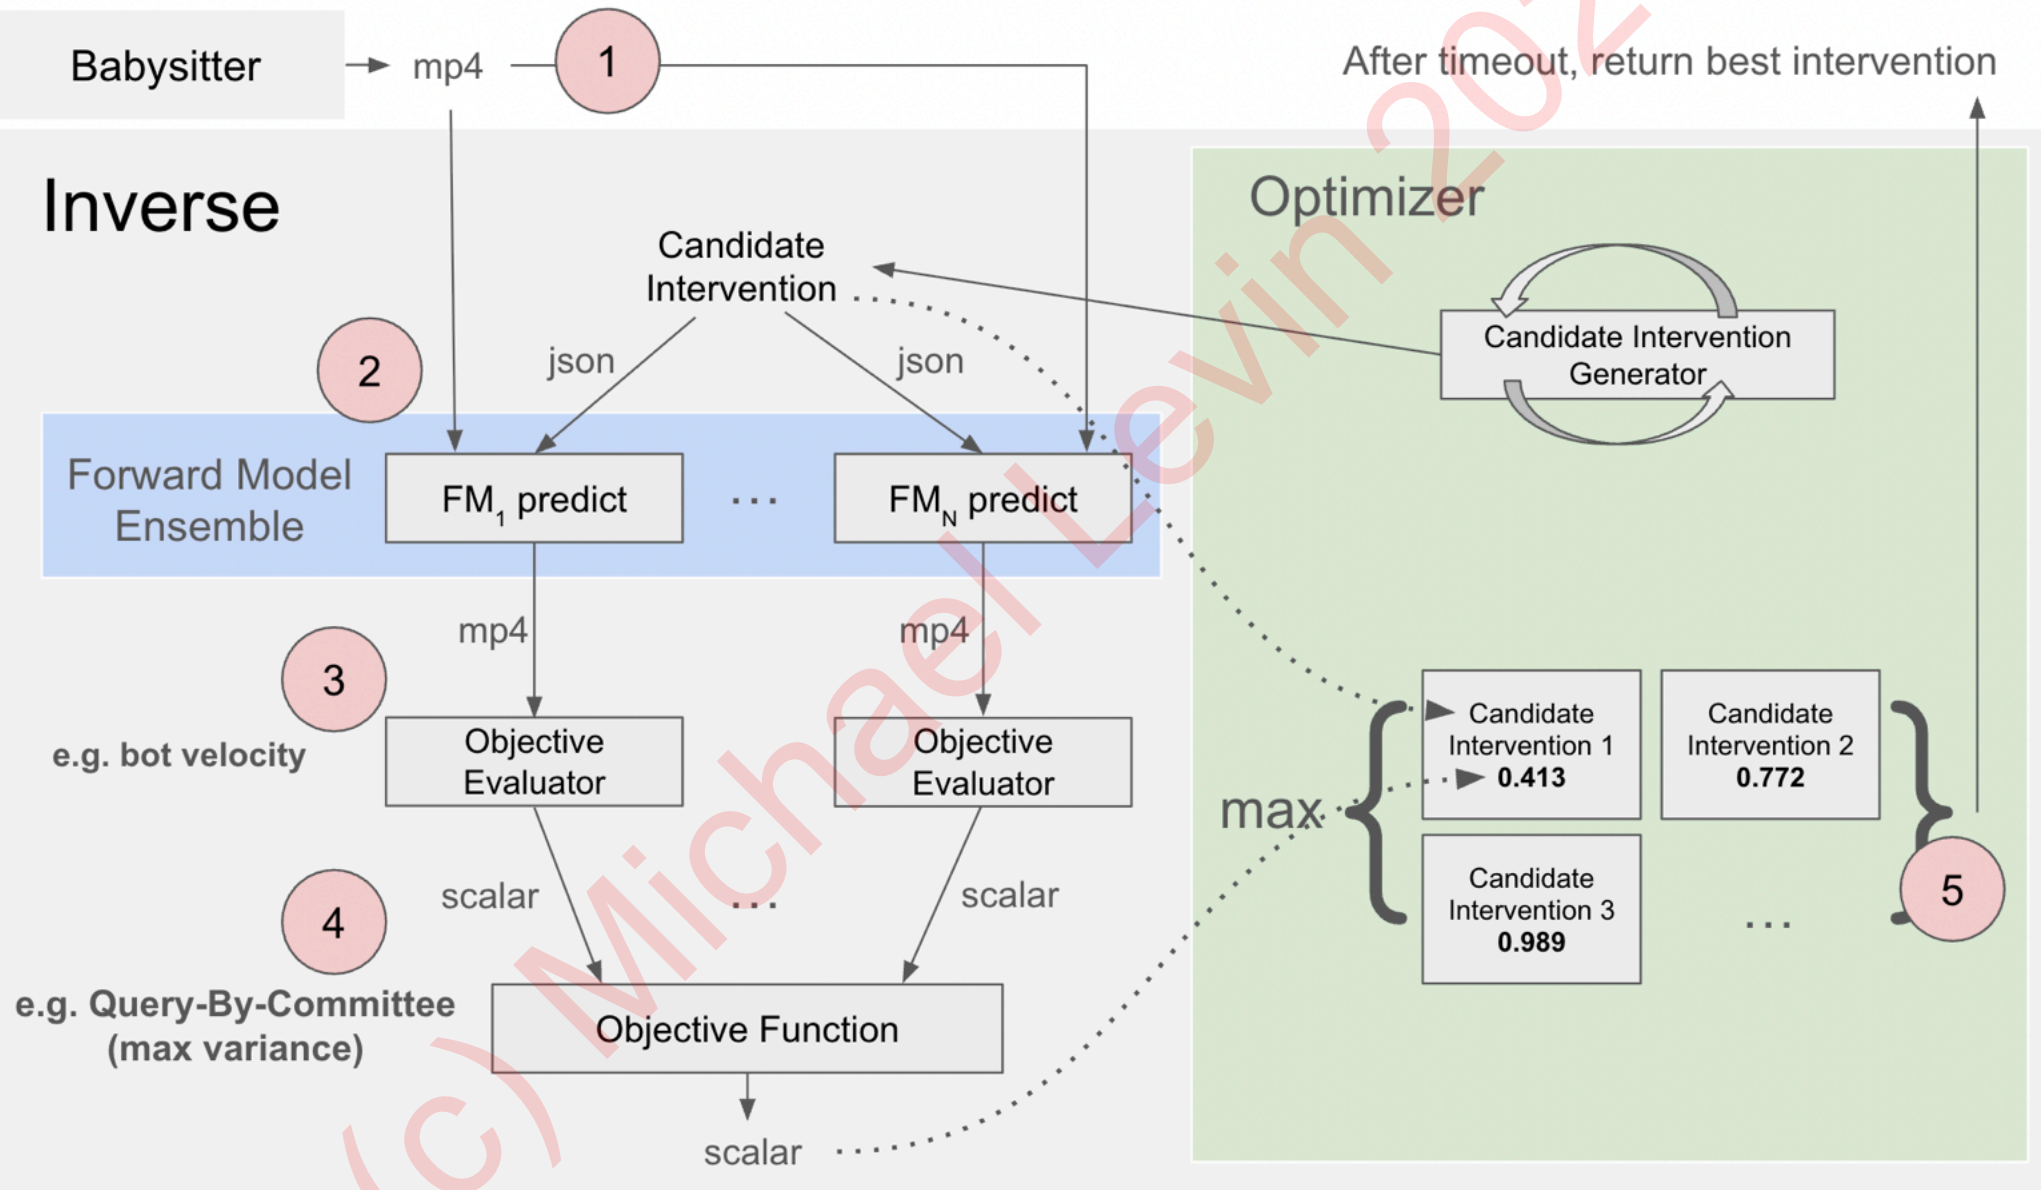 Babysitter
mp4
1
After timeout, return best intervention
Inverse
Optimizer
Candidate
Intervention
Candidate Intervention
Generator
2
json
json
Forward Model
Ensemble
FM1 predict
...
FMN predict
mp4
mp4
3
e.g. bot velocity
Objective
Evaluator
Objective
Evaluator
Candidate
Intervention 1
0.413
Candidate
Intervention 2
0.772
max
Candidate
Intervention 3
0.989
...
5
scalar
...
scalar
4
e.g. Query-By-Committee
(max variance)
Objective Function
scalar
(c) Michael Levin